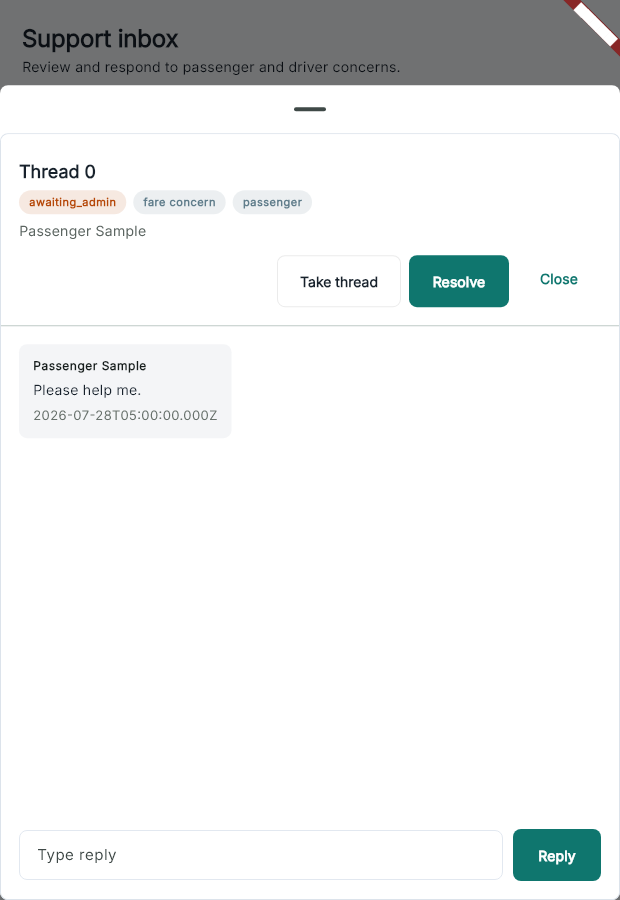 Support inbox
Review and respond to passenger and driver concerns.
Thread 0
awaiting_admin fare concern passenger
Passenger Sample
Take thread Resolve Close
Passenger Sample
Please help me.
2026-07-28T05:00:00.000Z
Type reply Reply